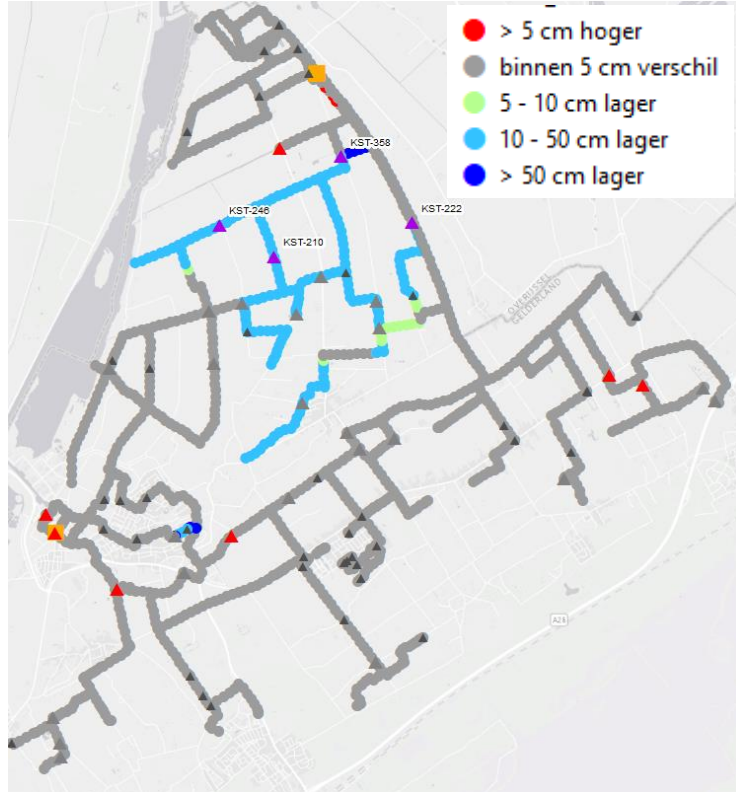 > 5 cm hoger
binnen 5 cm verschil
5 - 10 cm lager
10 - 50 cm lager
> 50 cm lager
KST-358
KST-246
KST-222
KST-210
OVERIJSSEL
GELDERLAND
A28